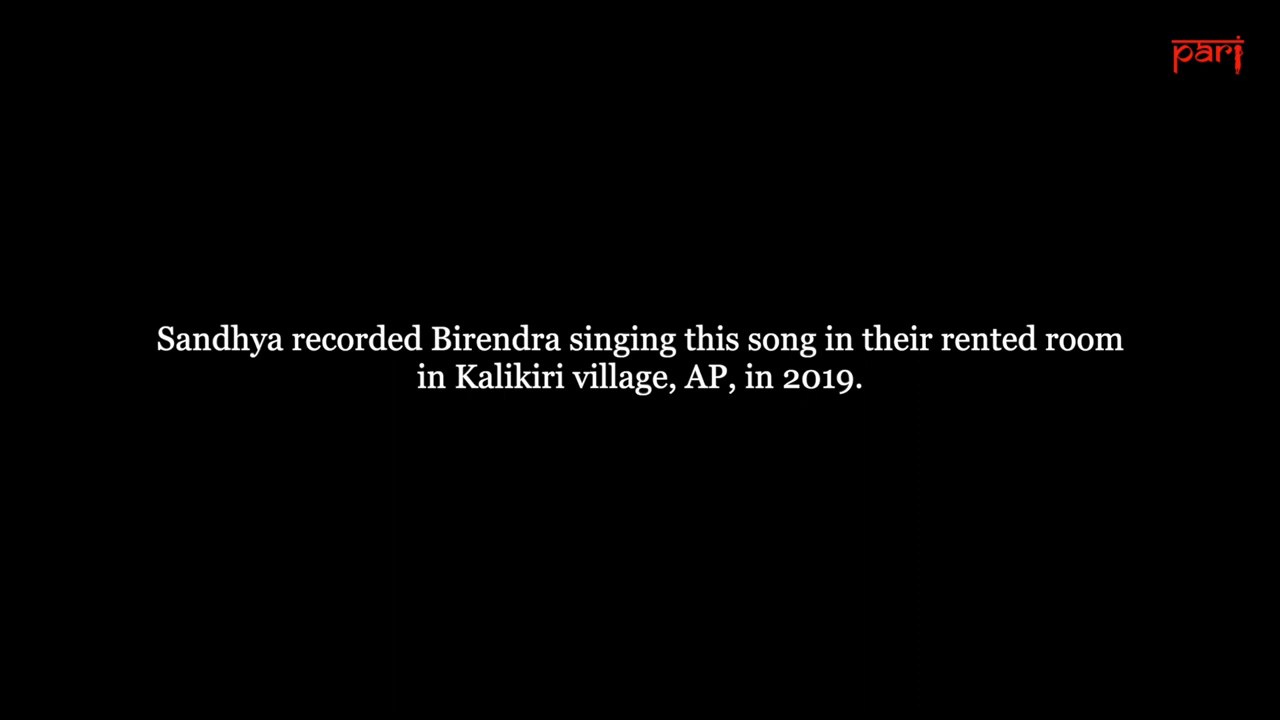 pari
Sandhya recorded Birendra singing this song in their rented room
in Kalikiri village, AP, in 2019.